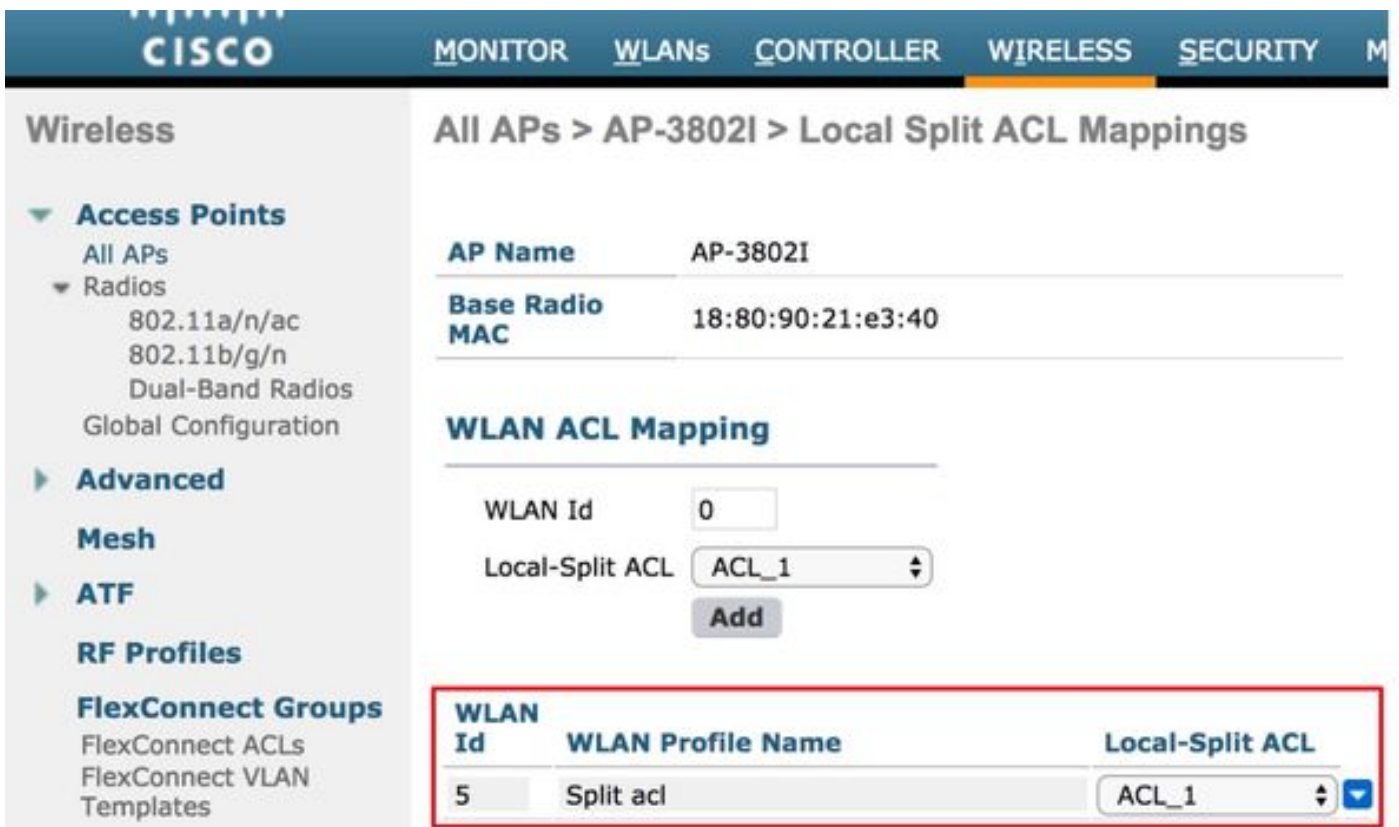 CISCO
MONITOR WLANs CONTROLLER WIRELESS SECURITY M
Wireless
Access Points
All APs
Radios
802.11a/n/ac
802.11b/g/n
Dual-Band Radios
Global Configuration
Advanced
Mesh
ATF
RF Profiles
FlexConnect Groups
FlexConnect ACLs
FlexConnect VLAN
Templates
All APs > AP-3802I > Local Split ACL Mappings
AP Name AP-3802I
Base Radio
MAC 18:80:90:21:e3:40
WLAN ACL Mapping
WLAN Id 0
Local-Split ACL ACL_1
Add
WLAN
Id WLAN Profile Name Local-Split ACL
5 Split acl ACL_1